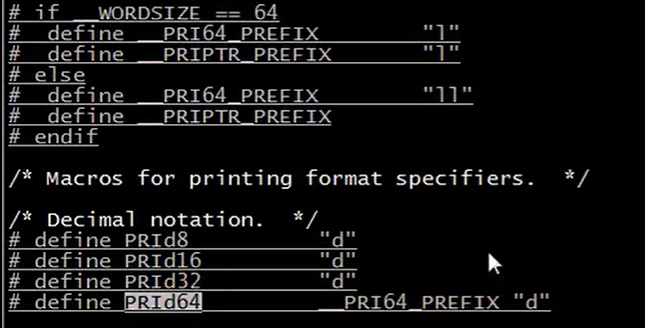 # if __WORDSIZE == 64
#  define __PRI64_PREFIX        "l"
#  define __PRIPTR_PREFIX       "l"
# else
#  define __PRI64_PREFIX        "ll"
#  define __PRIPTR_PREFIX
# endif
/* Macros for printing format specifiers.  */
/* Decimal notation.  */
# define PRId8          "d"
# define PRId16         "d"
# define PRId32         "d"
# define PRId64         __PRI64_PREFIX "d"